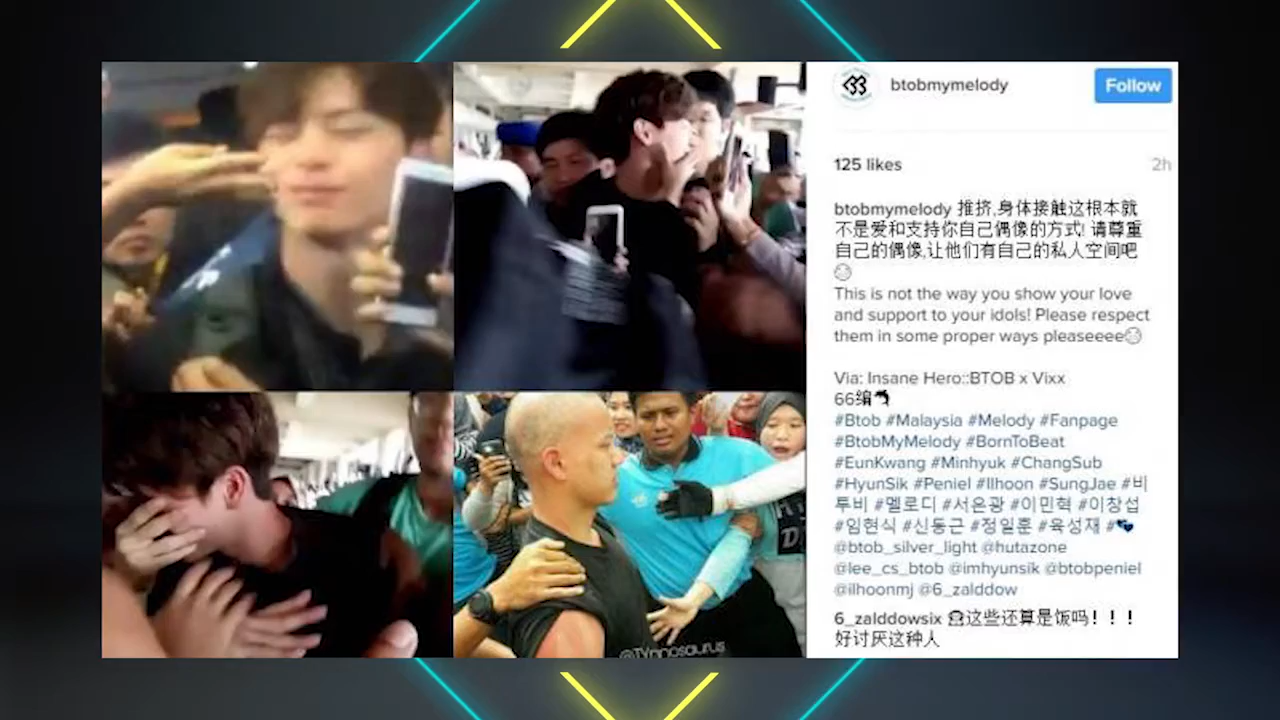 btobmymelody
Follow
125 likes
2h
btobmymelody 推挤,身体接触这根本就
不是爱和支持你自己偶像的方式! 请尊重
自己的偶像,让他们有自己的私人空间吧
This is not the way you show your love
and support to your idols! Please respect
them in some proper ways pleaseeee
Via: Insane Hero::BTOB x Vixx
66编
#Btob #Malaysia #Melody #Fanpage
#BtobMyMelody #BornToBeat
#EunKwang #Minhyuk #ChangSub
#HyunSik #Peniel #Ilhoon #SungJae #비
투비 #멜로디 #서은광 #이민혁 #이창섭
#임현식 #신동근 #정일훈 #육성재 #
@btob_silver_light @hutazone
@lee_cs_btob @imhyunsik @btobpeniel
@ilhoonmj @6_zalddow
6_zalddowsix 这些还算是饭吗！！！
好讨厌这种人
@TYnnosaurus